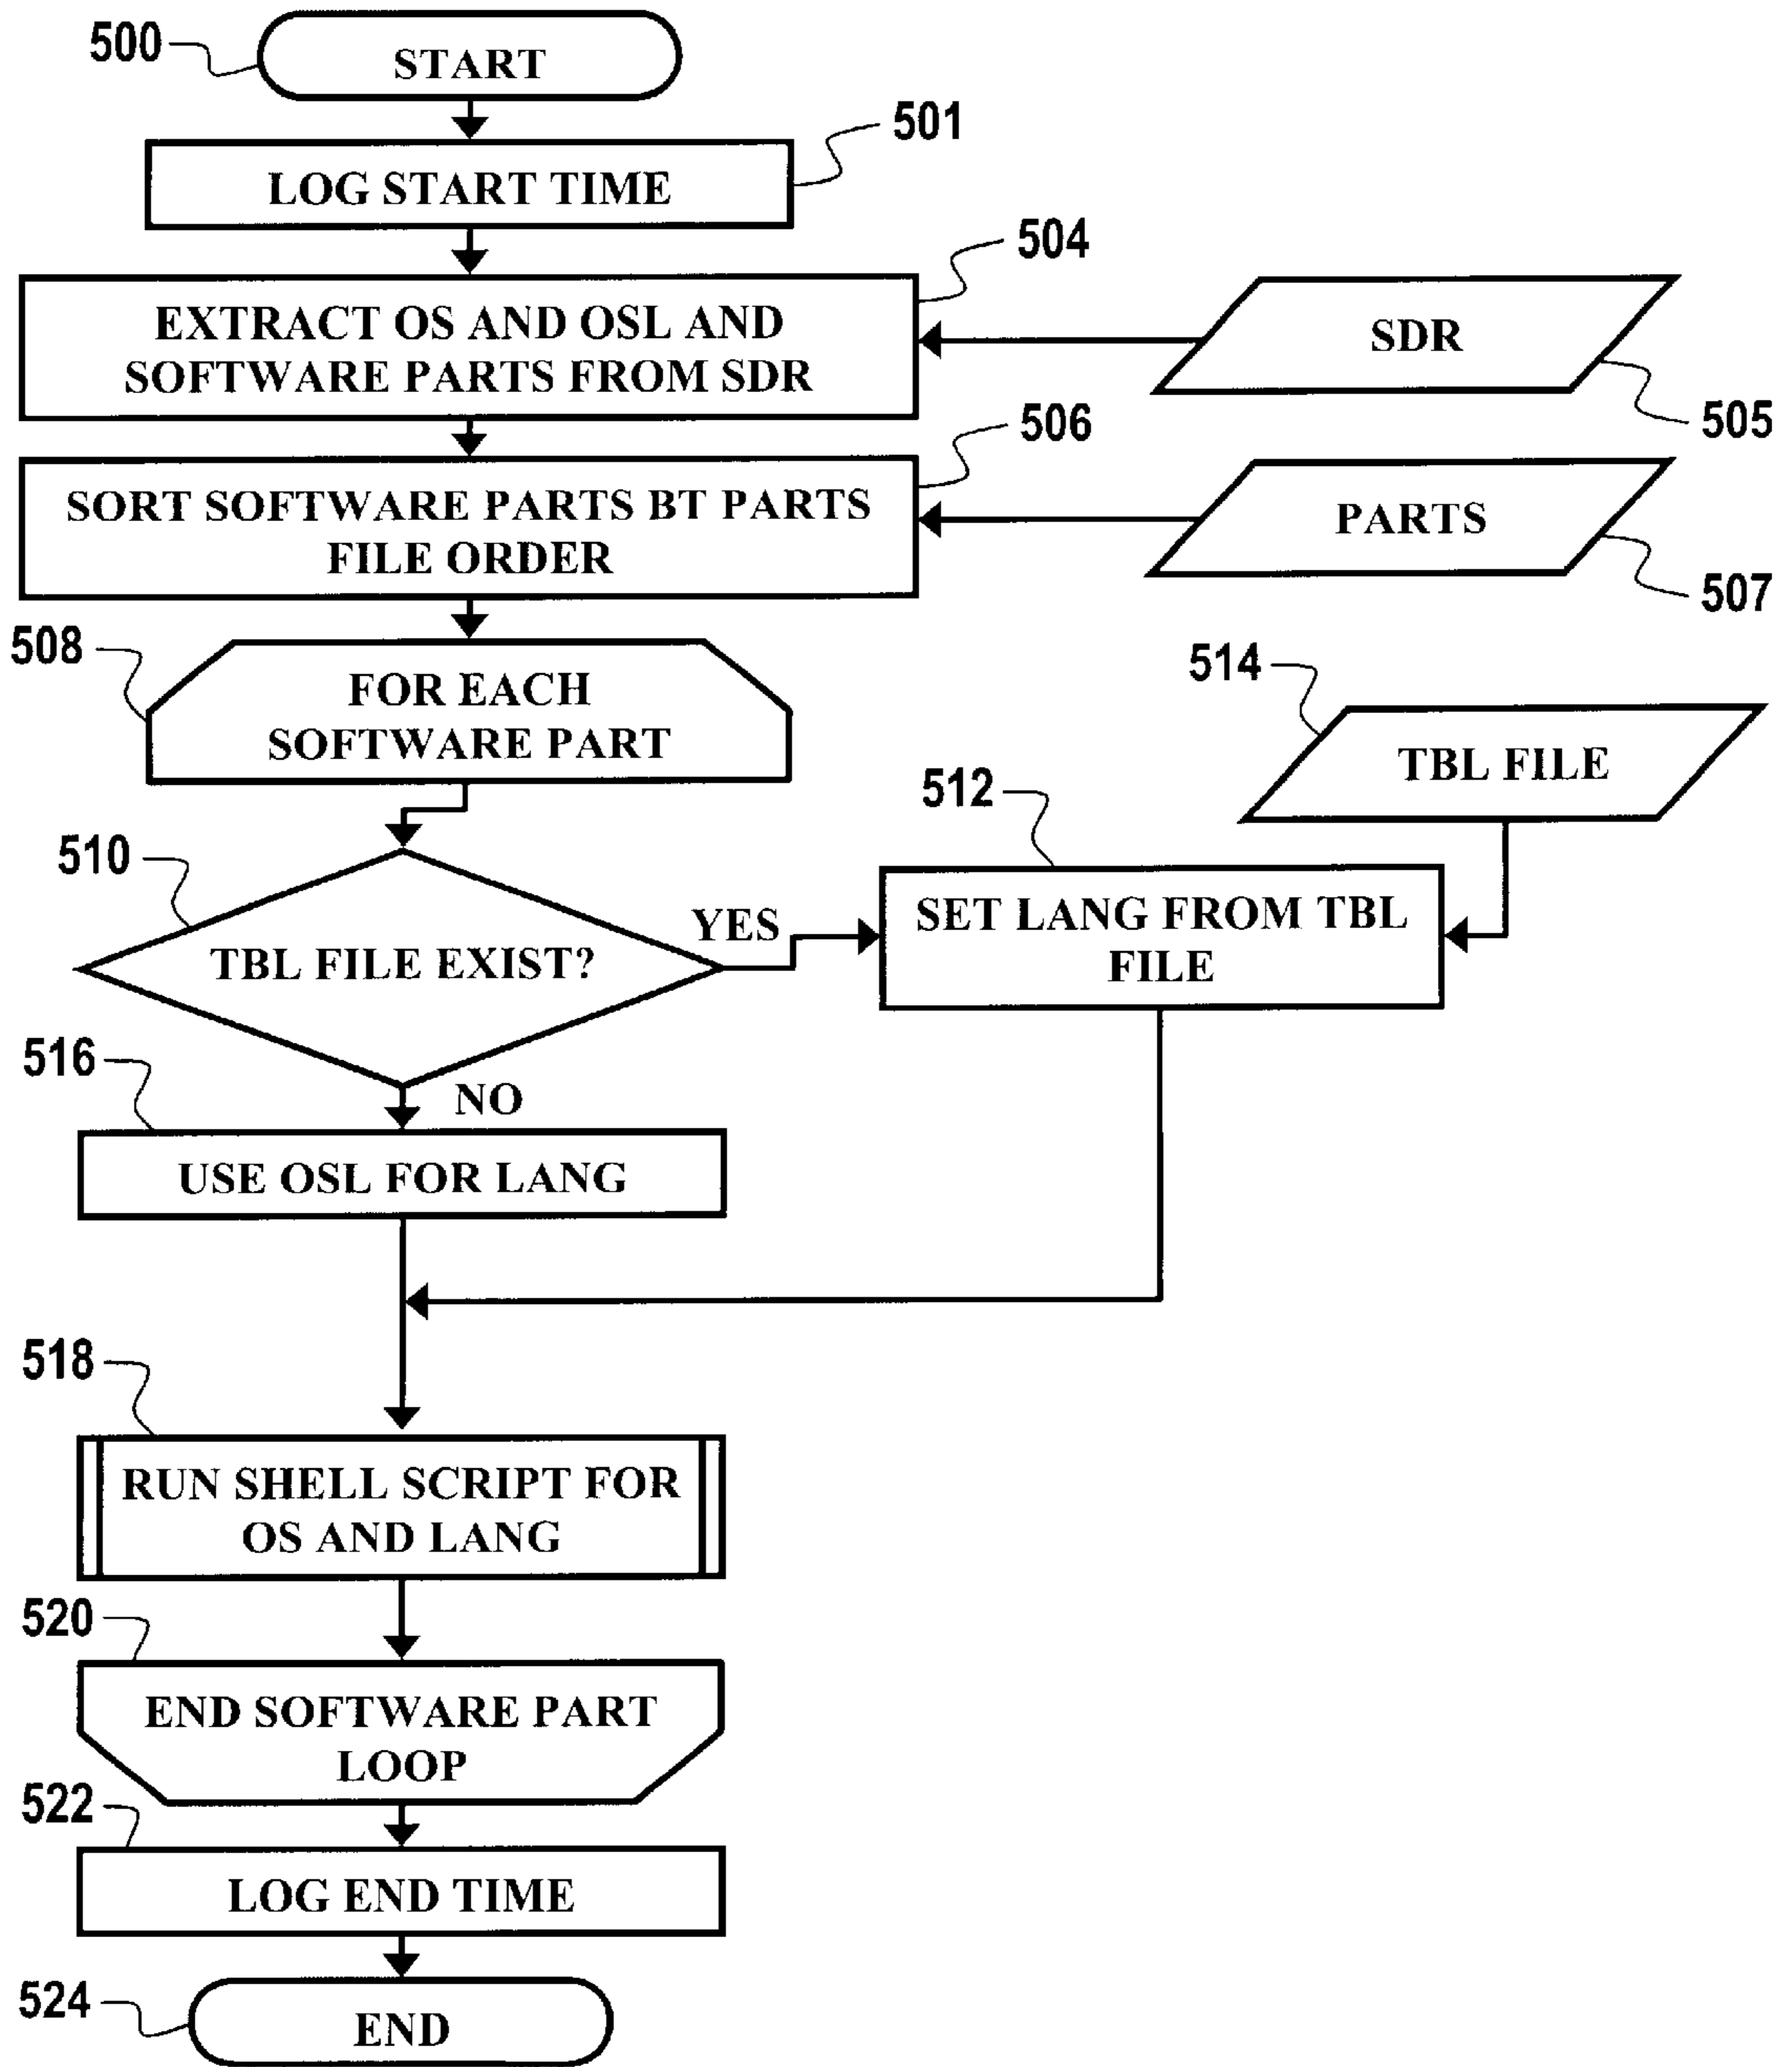 500
START
501
LOG START TIME
504
EXTRACT OS AND OSL AND
SOFTWARE PARTS FROM SDR
SDR
505
506
SORT SOFTWARE PARTS BT PARTS
FILE ORDER
PARTS
507
508
FOR EACH
SOFTWARE PART
514
TBL FILE
512
510
YES
SET LANG FROM TBL
FILE
TBL FILE EXIST?
516
NO
USE OSL FOR LANG
518
RUN SHELL SCRIPT FOR
OS AND LANG
520
END SOFTWARE PART
LOOP
522
LOG END TIME
524
END